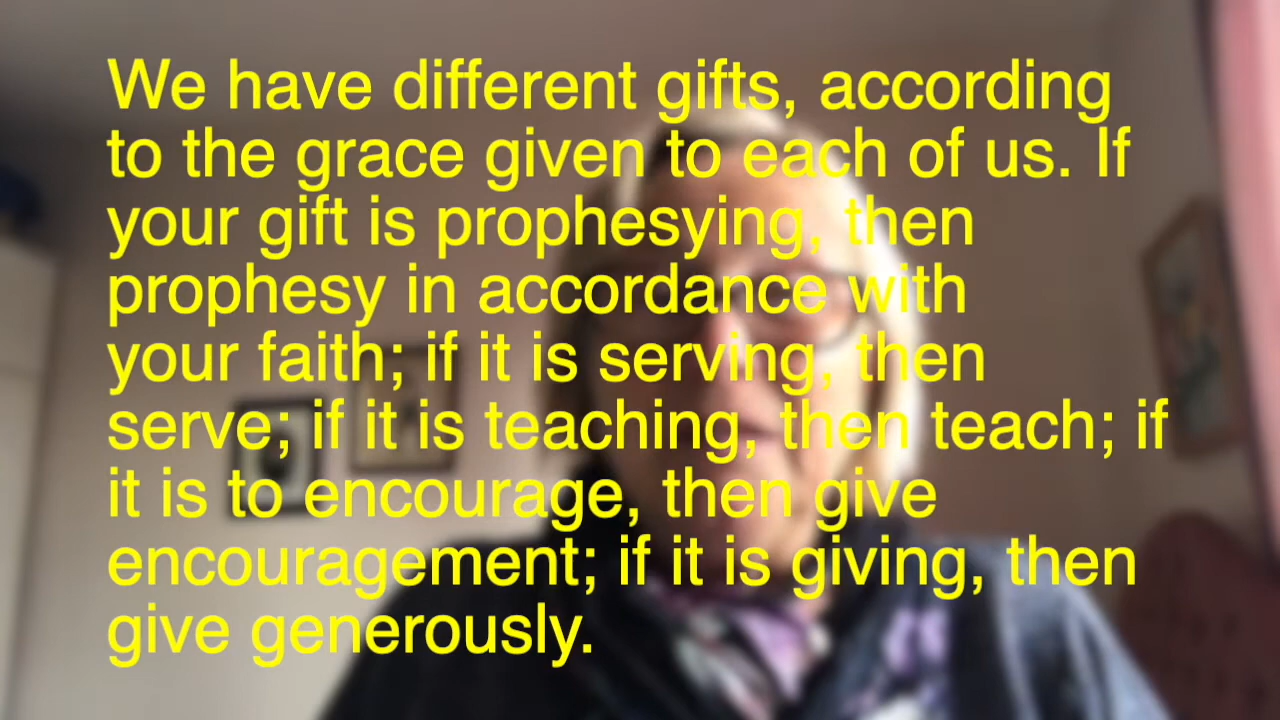 We have different gifts, according
to the grace given to each of us. If
your gift is prophesying, then
prophesy in accordance with
your faith; if it is serving, then
serve; if it is teaching, then teach; if
it is to encourage, then give
encouragement; if it is giving, then
give generously.